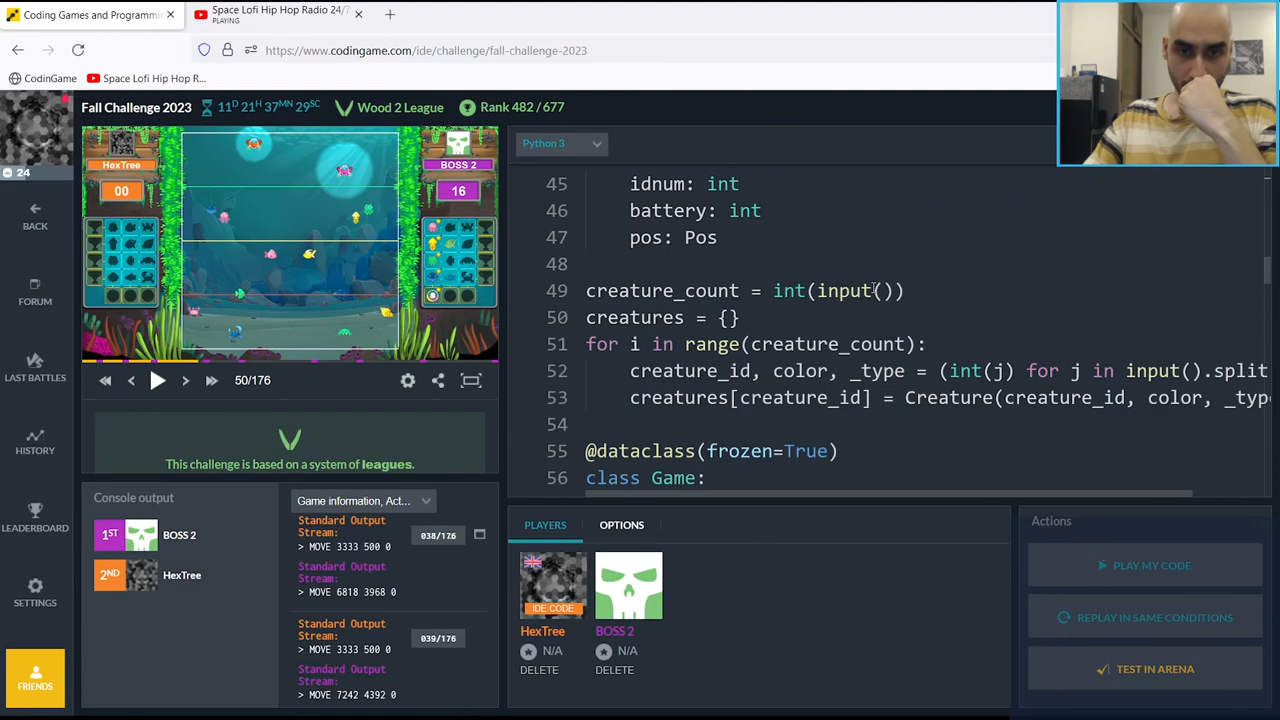 Coding Games and Programmi
Space Lofi Hip Hop Radio 24/7
PLAYING
https://www.codingame.com/ide/challenge/fall-challenge-2023
CodinGame
Space Lofi Hip Hop R...
Fall Challenge 2023
11D 21H 37MN 29SC
Wood 2 League
Rank 482 / 677
24
BACK
FORUM
LAST BATTLES
HISTORY
LEADERBOARD
SETTINGS
FRIENDS
HexTree
00
BOSS 2
16
50/176
This challenge is based on a system of leagues.
Console output
1ST
BOSS 2
2ND
HexTree
Game information, Act...
Standard Output
Stream:
> MOVE 3333 500 0
038/176
Standard Output
Stream:
> MOVE 6818 3968 0
Standard Output
Stream:
> MOVE 3333 500 0
039/176
Standard Output
Stream:
> MOVE 7242 4392 0
Python 3
45 idnum: int
46 battery: int
47 pos: Pos
48
49 creature_count = int(input())
50 creatures = {}
51 for i in range(creature_count):
52 creature_id, color, _type = (int(j) for j in input().split
53 creatures[creature_id] = Creature(creature_id, color, _type
54
55 @dataclass(frozen=True)
56 class Game:
PLAYERS
OPTIONS
IDE CODE
HexTree
N/A
DELETE
BOSS 2
N/A
DELETE
Actions
PLAY MY CODE
REPLAY IN SAME CONDITIONS
TEST IN ARENA